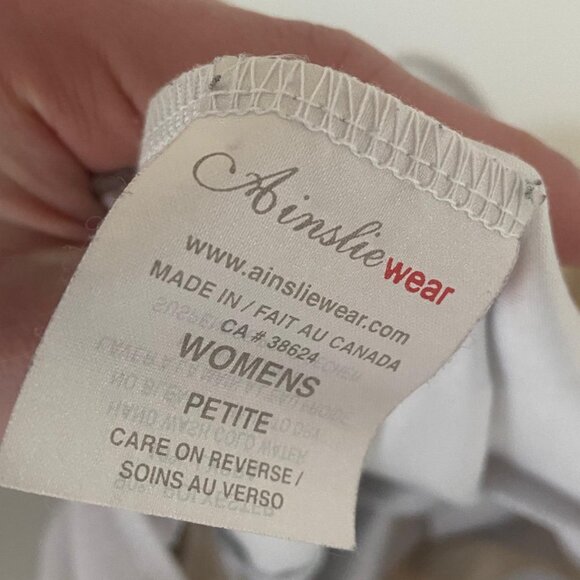 Ainsliewear
www.ainsliewear.com
MADE IN / FAIT AU CANADA
CA # 38624
WOMENS
PETITE
CARE ON REVERSE /
SOINS AU VERSO